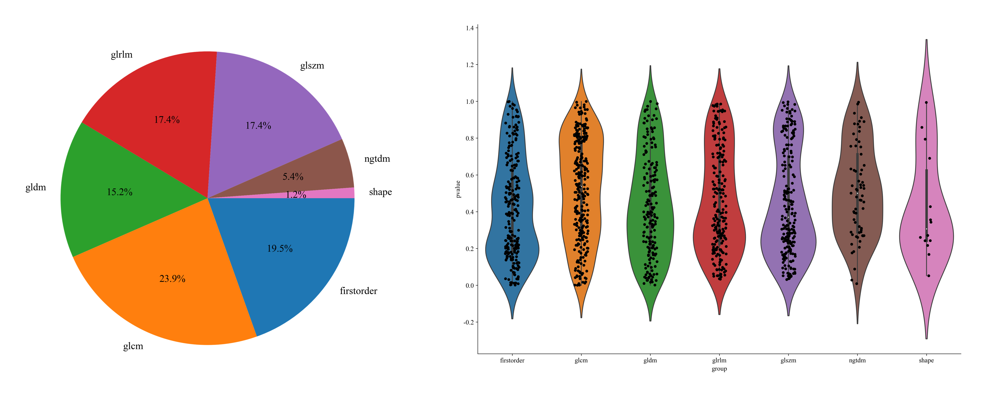 glrlm
glszm
17.4%
17.4%
ngtdm
5.4%
gldm
15.2%
1.2%
shape
19.5%
23.9%
firstorder
glcm
1.4
1.2
1.0
0.8
0.6
0.4
0.2
0.0
-0.2
pvalue
firstorder glcm gldm glrlm glszm ngtdm shape
group